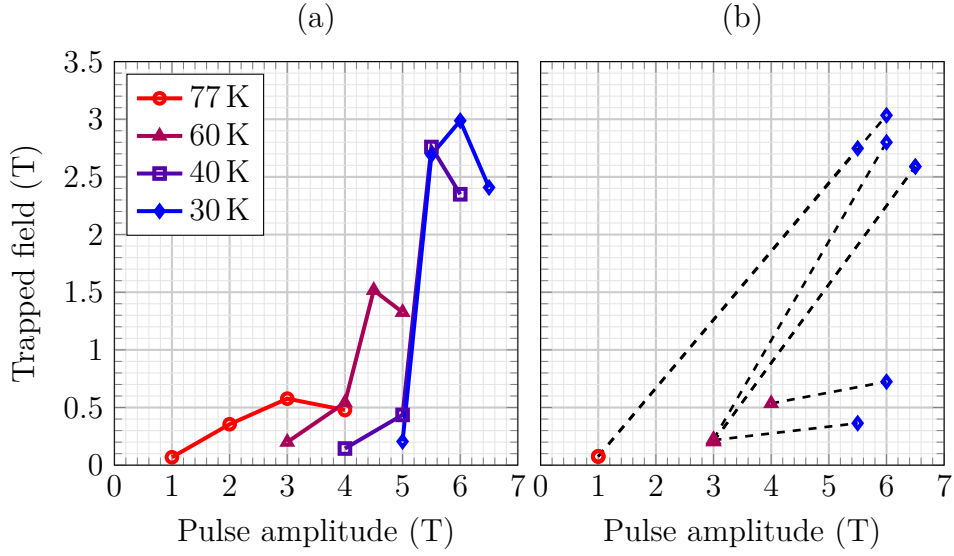 (a)
(b)
Trapped field (T)
3.5
3
2.5
2
1.5
1
0.5
0
77 K
60 K
40 K
30 K
0 1 2 3 4 5 6 7
0 1 2 3 4 5 6 7
Pulse amplitude (T)
Pulse amplitude (T)